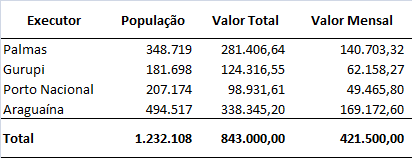 Executor População Valor Total Valor Mensal
Palmas 348.719 281.406,64 140.703,32
Gurupi 181.698 124.316,55 62.158,27
Porto Nacional 207.174 98.931,61 49.465,80
Araguaína 494.517 338.345,20 169.172,60
Total 1.232.108 843.000,00 421.500,00